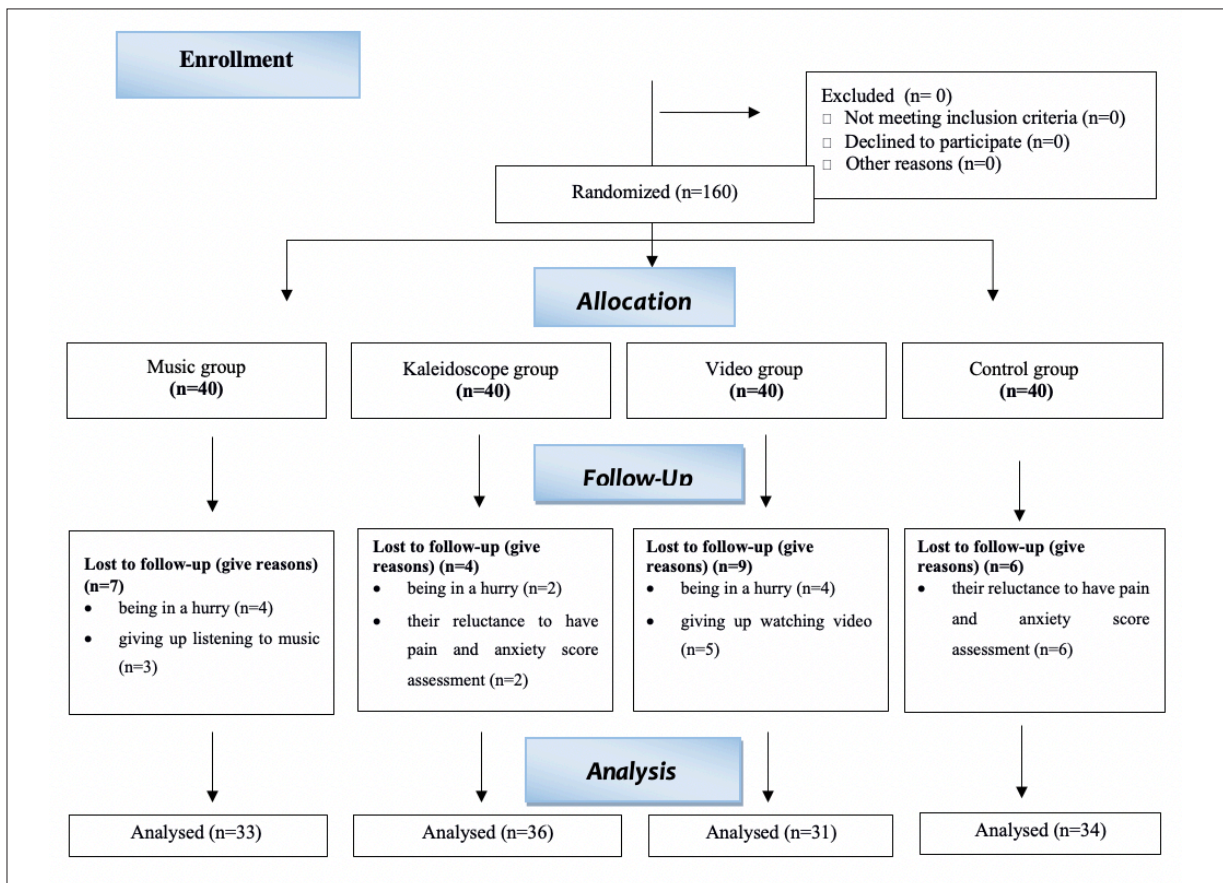 Enrollment
Excluded (n= 0)
□ Not meeting inclusion criteria (n=0)
□ Declined to participate (n=0)
□ Other reasons (n=0)
Randomized (n=160)
Allocation
Music group
(n=40)
Kaleidoscope group
(n=40)
Video group
(n=40)
Control group
(n=40)
Follow-Up
Lost to follow-up (give reasons)
(n=7)
• being in a hurry (n=4)
• giving up listening to music
(n=3)
Lost to follow-up (give
reasons) (n=4)
• being in a hurry (n=2)
• their reluctance to have
pain and anxiety score
assessment (n=2)
Lost to follow-up (give
reasons) (n=9)
• being in a hurry (n=4)
• giving up watching video
(n=5)
Lost to follow-up (give
reasons) (n=6)
• their reluctance to have pain
and anxiety score
assessment (n=6)
Analysis
Analysed (n=33)
Analysed (n=36)
Analysed (n=31)
Analysed (n=34)